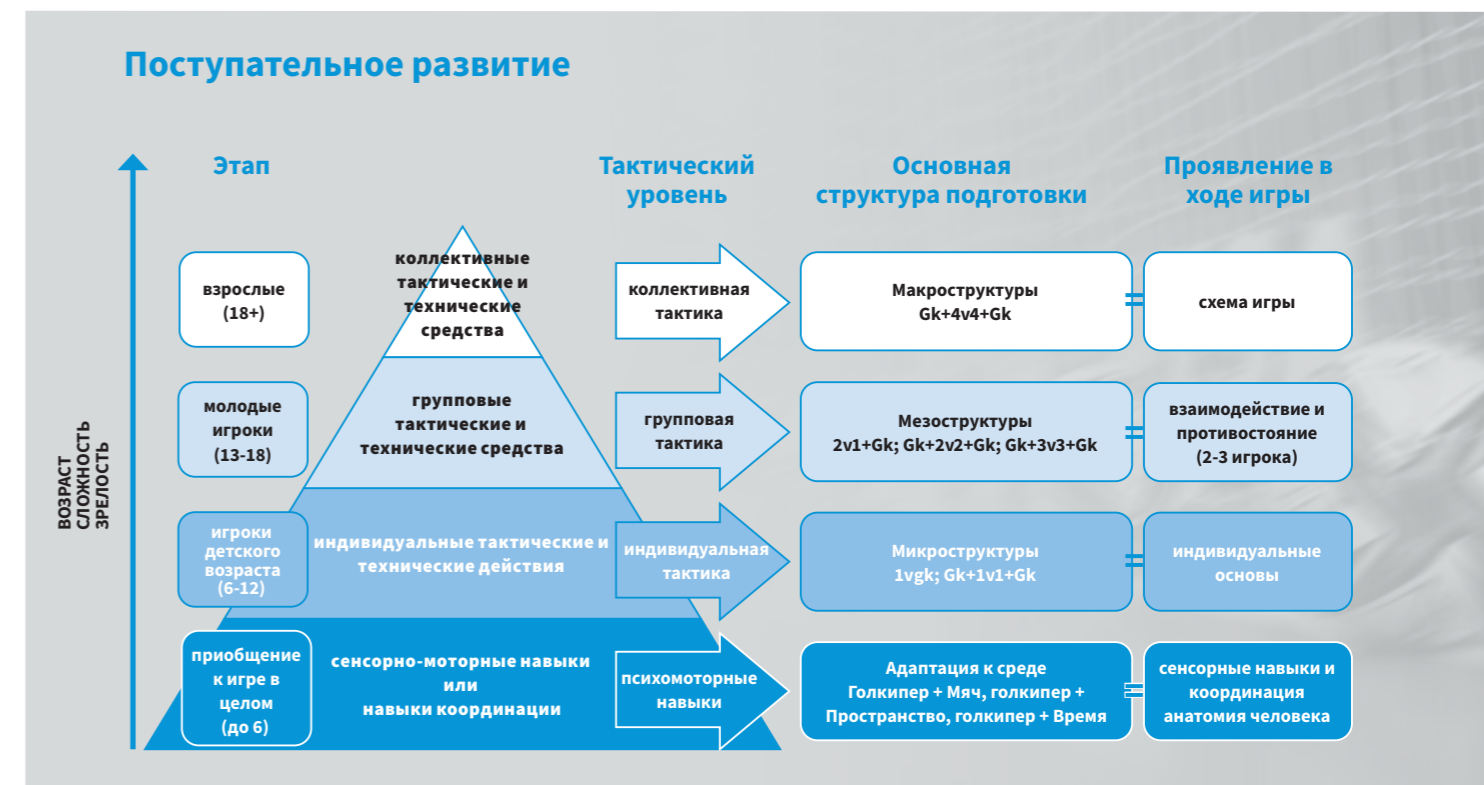 Поступательное развитие
Этап
Тактический
уровень
Основная
структура подготовки
Проявление в
ходе игры
ВОЗРАСТ
СЛОЖНОСТЬ
ЗРЕЛОСТЬ
взрослые
(18+)
коллективные
тактические и
технические
средства
коллективная
тактика
Макроструктуры
Gk+4v4+Gk
=
схема игры
молодые
игроки
(13-18)
групповые
тактические и
технические средства
групповая
тактика
Мезоструктуры
2v1+Gk; Gk+2v2+Gk; Gk+3v3+Gk
=
взаимодействие и
противостояние
(2-3 игрока)
игроки
детского
возраста
(6-12)
индивидуальные тактические и
технические действия
индивидуальная
тактика
Микроструктуры
1vgk; Gk+1v1+Gk
=
индивидуальные
основы
приобщение
к игре в
целом
(до 6)
сенсорно-моторные навыки
или
навыки координации
психомоторные
навыки
Адаптация к среде
Голкипер + Мяч, голкипер +
Пространство, голкипер + Время
=
сенсорные навыки и
координация
анатомия человека